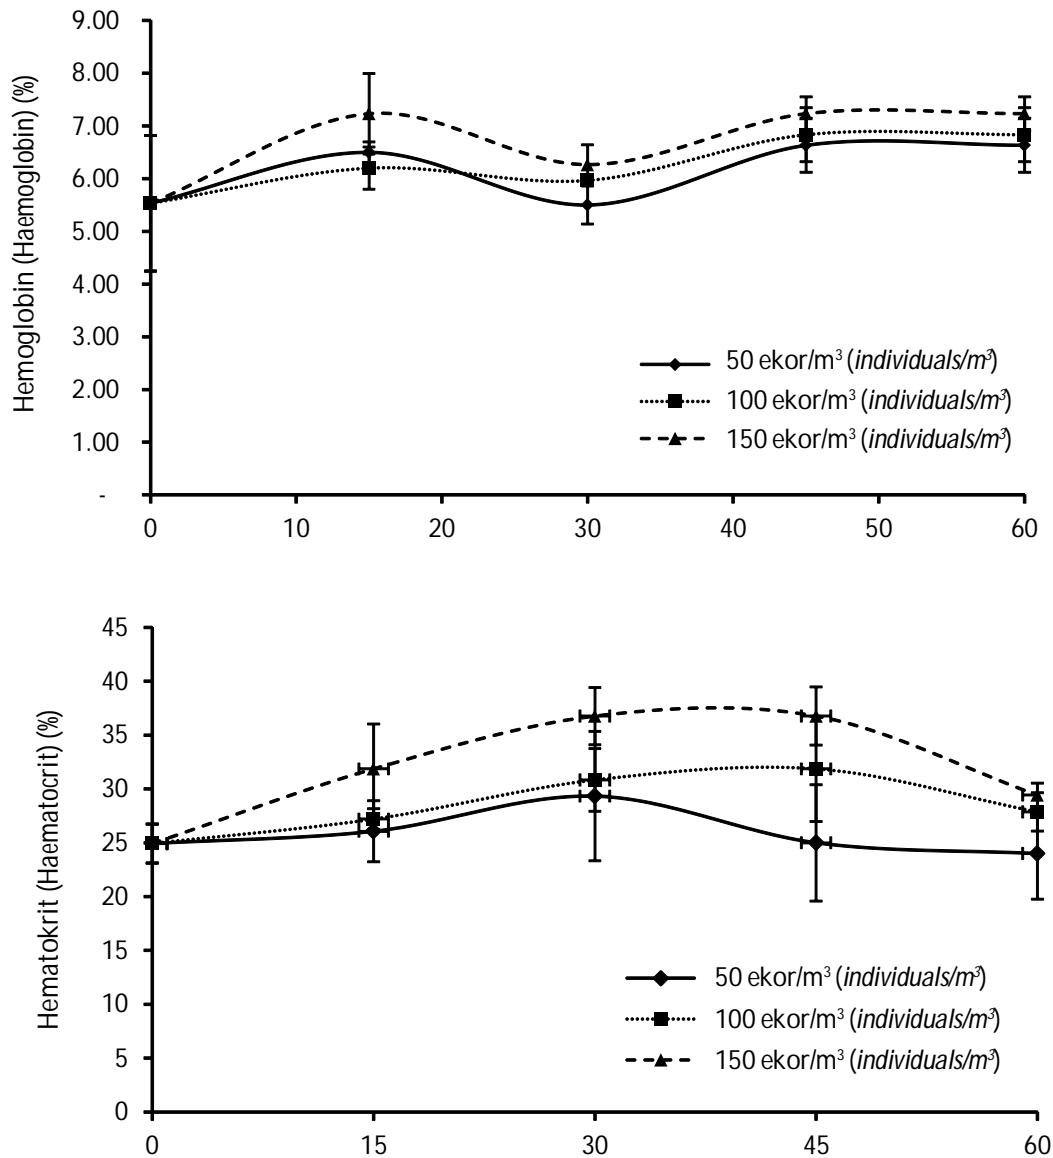 Hemoglobin (Haemoglobin) (%)
9.00
8.00
7.00
6.00
5.00
4.00
3.00
2.00
1.00
-
0 10 20 30 40 50 60
50 ekor/m³ (individuals/m³)
100 ekor/m³ (individuals/m³)
150 ekor/m³ (individuals/m³)
Hematokrit (Haematocrit) (%)
45
40
35
30
25
20
15
10
5
0
0 15 30 45 60
50 ekor/m³ (individuals/m³)
100 ekor/m³ (individuals/m³)
150 ekor/m³ (individuals/m³)